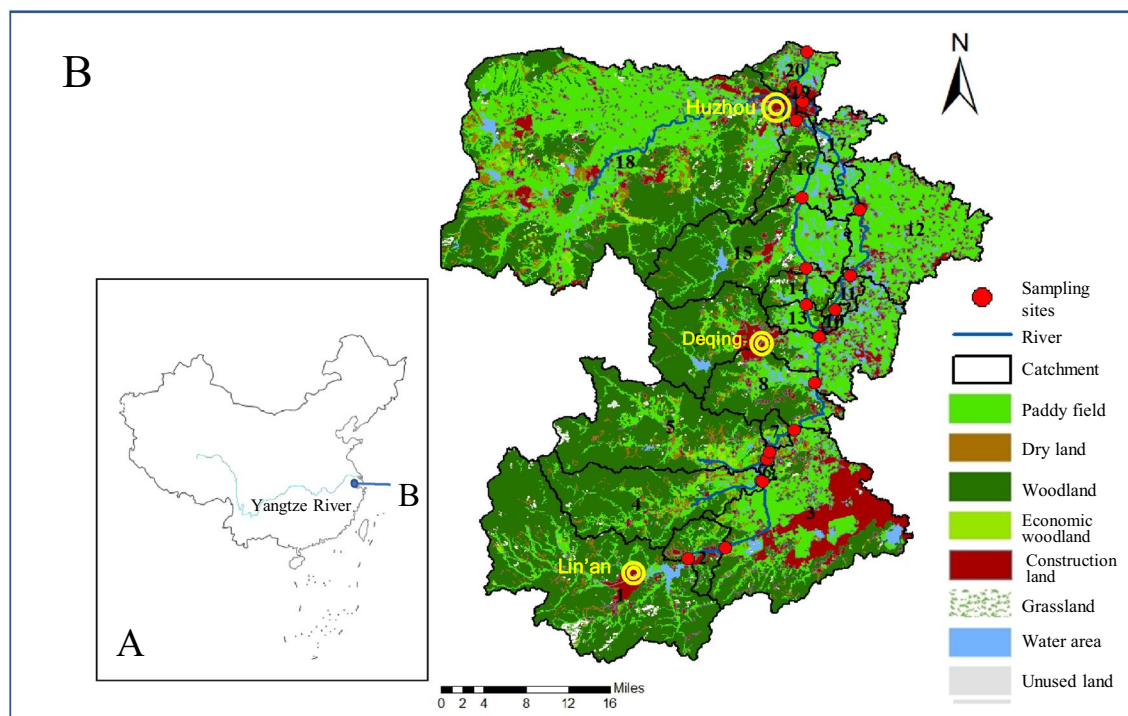 B
N
20
19
Huzhou
18
17
16
12
15
11
14
10
13
Deqing
8
5
7
6
4
3
2
Lin'an
1
Miles
0 2 4 8 12 16
Sampling
sites
River
Catchment
Paddy field
Dry land
Woodland
Economic
woodland
Construction
land
Grassland
Water area
Unused land
Yangtze River
B
A